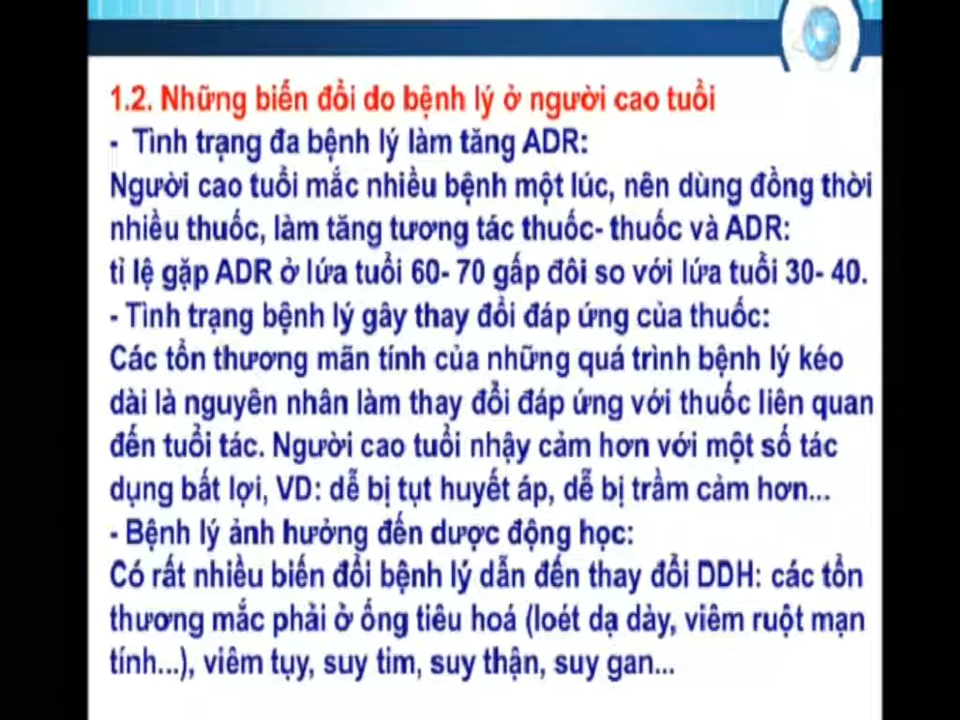 1.2. Những biến đổi do bệnh lý ở người cao tuổi
- Tình trạng đa bệnh lý làm tăng ADR:
Người cao tuổi mắc nhiều bệnh một lúc, nên dùng đồng thời
nhiều thuốc, làm tăng tương tác thuốc- thuốc và ADR:
tỉ lệ gặp ADR ở lứa tuổi 60- 70 gấp đôi so với lứa tuổi 30- 40.
- Tình trạng bệnh lý gây thay đổi đáp ứng của thuốc:
Các tổn thương mãn tính của những quá trình bệnh lý kéo
dài là nguyên nhân làm thay đổi đáp ứng với thuốc liên quan
đến tuổi tác. Người cao tuổi nhậy cảm hơn với một số tác
dụng bất lợi, VD: dễ bị tụt huyết áp, dễ bị trầm cảm hơn...
- Bệnh lý ảnh hưởng đến dược động học:
Có rất nhiều biến đổi bệnh lý dẫn đến thay đổi DĐH: các tổn
thương mắc phải ở ống tiêu hoá (loét dạ dày, viêm ruột mạn
tính...), viêm tụy, suy tim, suy thận, suy gan...